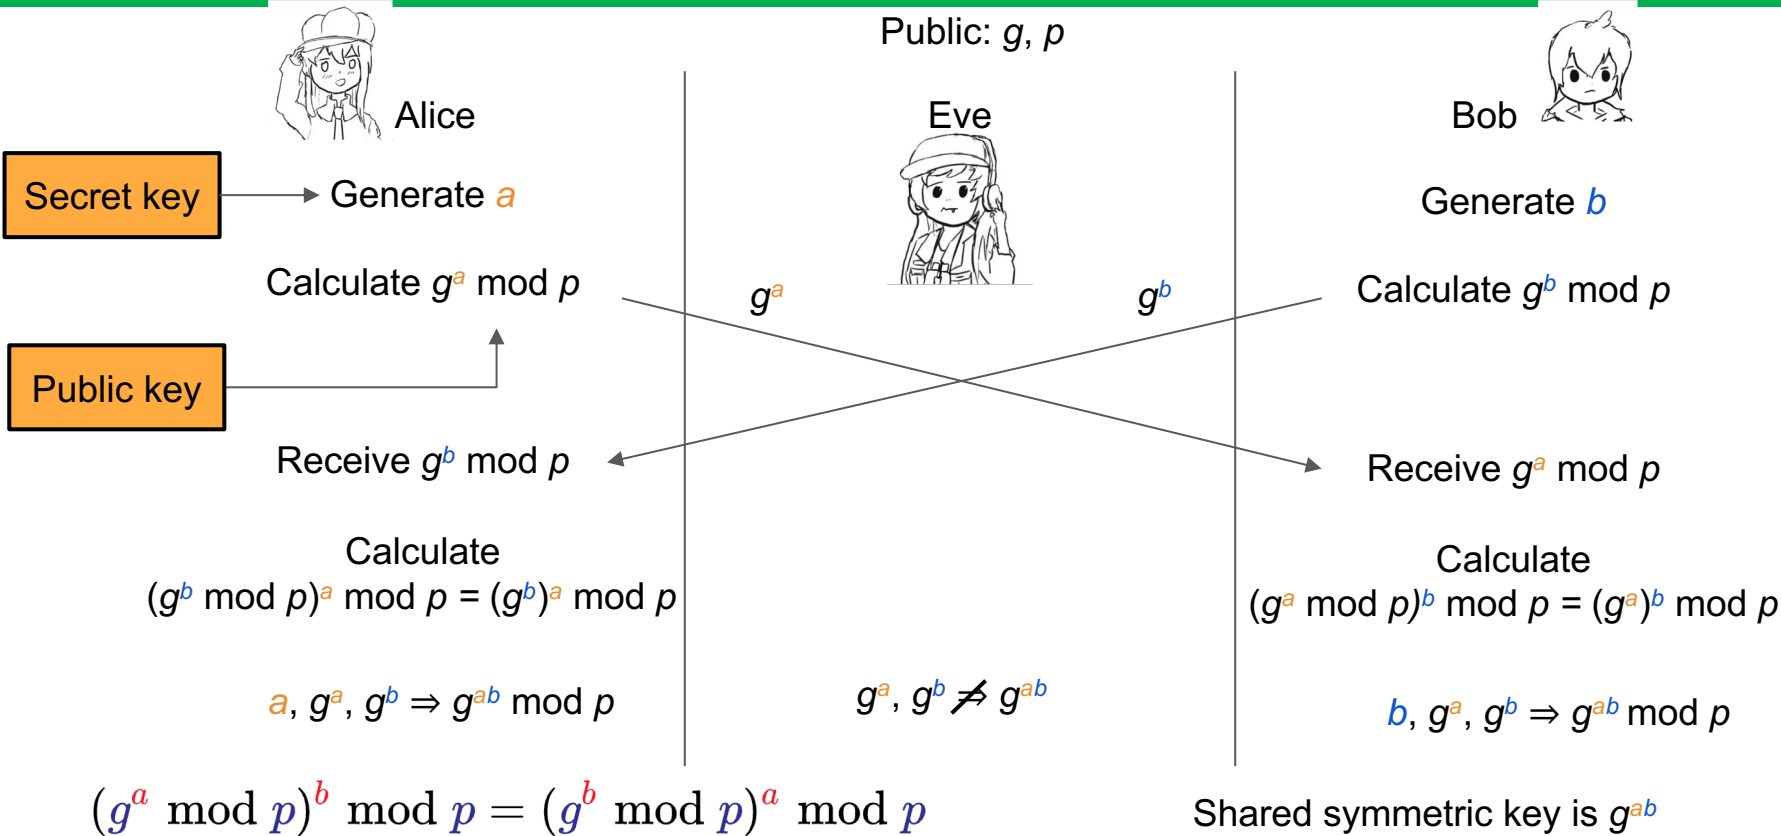 Public: g, p
Alice
Eve
Bob
Secret key
Generate a
Generate b
Calculate g^a mod p
g^a
g^b
Calculate g^b mod p
Public key
Receive g^b mod p
Receive g^a mod p
Calculate
(g^b mod p)^a mod p = (g^b)^a mod p
Calculate
(g^a mod p)^b mod p = (g^a)^b mod p
a, g^a, g^b ⇒ g^ab mod p
g^a, g^b ⇏ g^ab
b, g^a, g^b ⇒ g^ab mod p
(g^a mod p)^b mod p = (g^b mod p)^a mod p
Shared symmetric key is g^ab